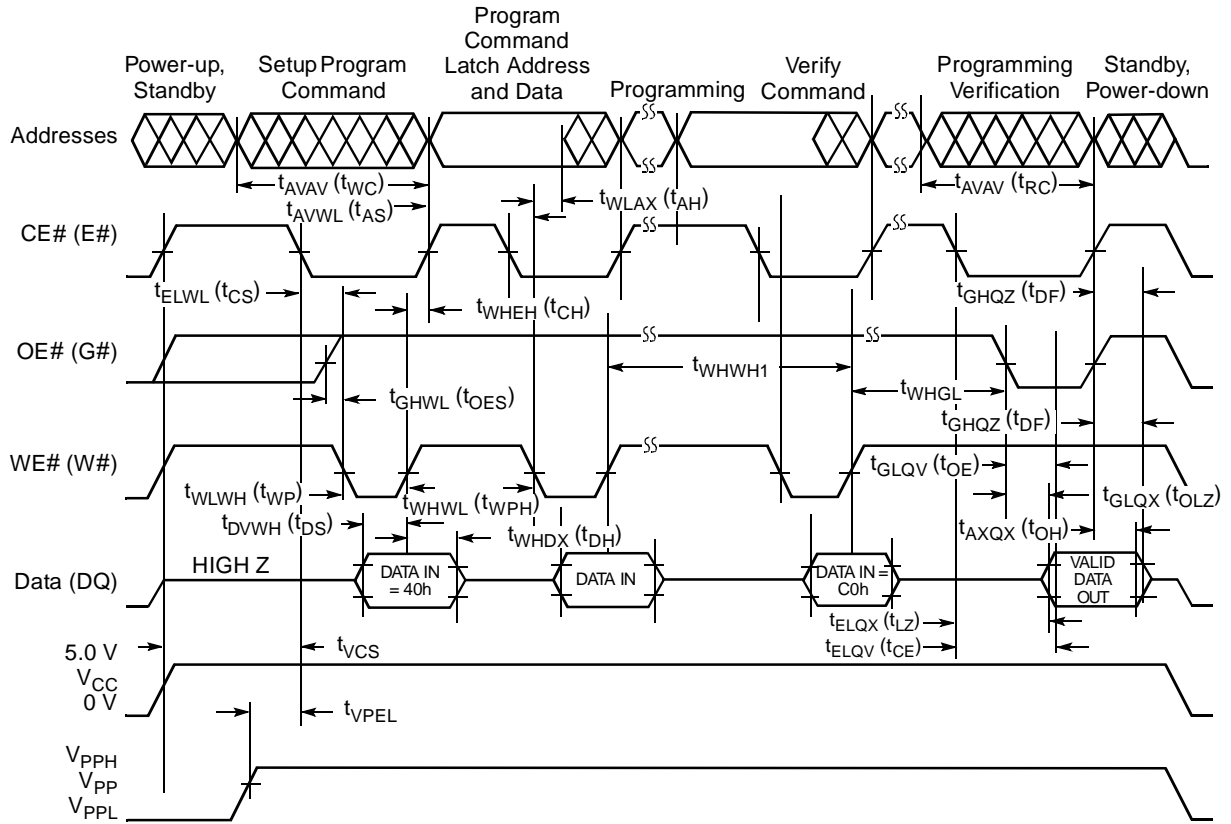 Power-up,
Standby
Setup Program
Command
Program
Command
Latch Address
and Data
Programming
Verify
Command
Programming
Verification
Standby,
Power-down
Addresses
tAVAV (tWC)
tWLAX (tAH)
tAVAV (tRC)
tAVWL (tAS)
CE# (E#)
tELWL (tCS)
tWHEH (tCH)
tGHQZ (tDF)
OE# (G#)
tWHWH1
tWHGL
tGHWL (tOES)
tGHQZ (tDF)
WE# (W#)
tGLQV (tOE)
tWLWH (tWP)
tWHWL (tWPH)
tGLQX (tOLZ)
tDVWH (tDS)
tWHDX (tDH)
tAXQX (tOH)
Data (DQ)
HIGH Z
DATA IN
= 40h
DATA IN
DATA IN =
C0h
VALID
DATA
OUT
tELQX (tLZ)
tELQV (tCE)
5.0 V
VCC
0 V
tVCS
tVPEL
VPPH
VPP
VPPL